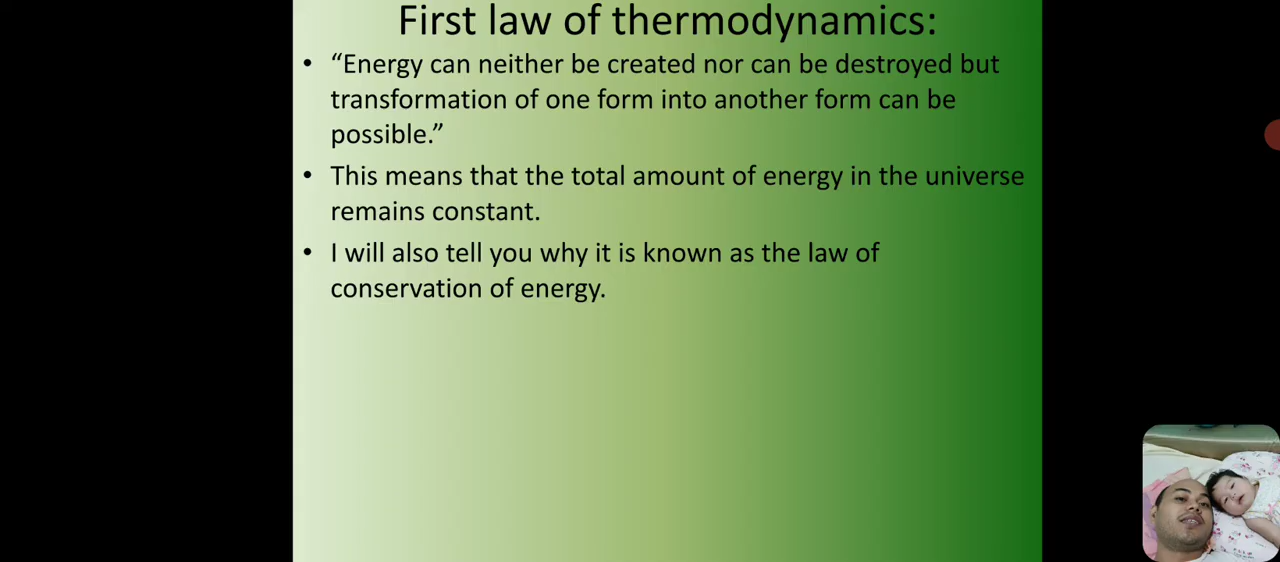 First law of thermodynamics:
• “Energy can neither be created nor can be destroyed but
transformation of one form into another form can be
possible.”
• This means that the total amount of energy in the universe
remains constant.
• I will also tell you why it is known as the law of
conservation of energy.